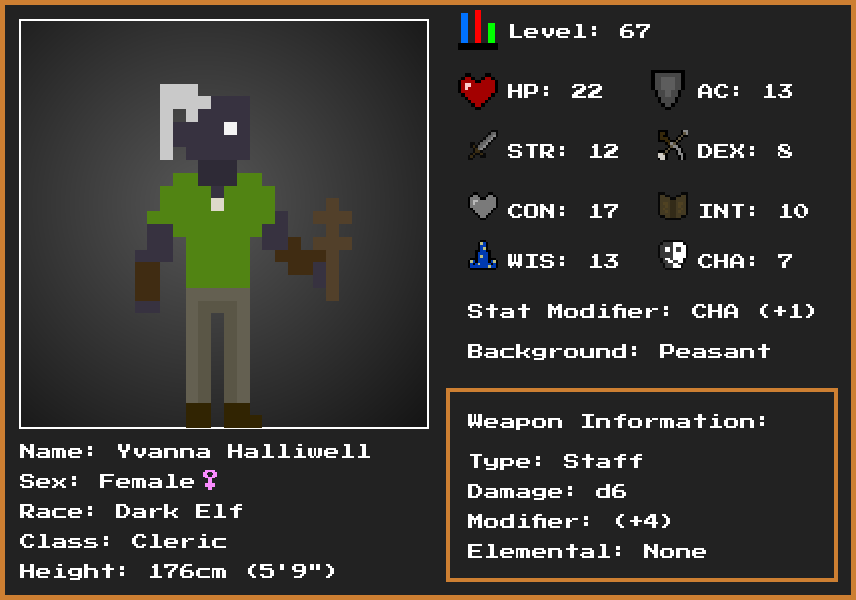 Level: 67
HP: 22 AC: 13
STR: 12 DEX: 8
CON: 17 INT: 10
WIS: 13 CHA: 7
Stat Modifier: CHA (+1)
Background: Peasant
Weapon Information:
Type: Staff
Damage: d6
Modifier: (+4)
Elemental: None
Name: Yvanna Halliwell
Sex: Female♀
Race: Dark Elf
Class: Cleric
Height: 176cm (5'9")